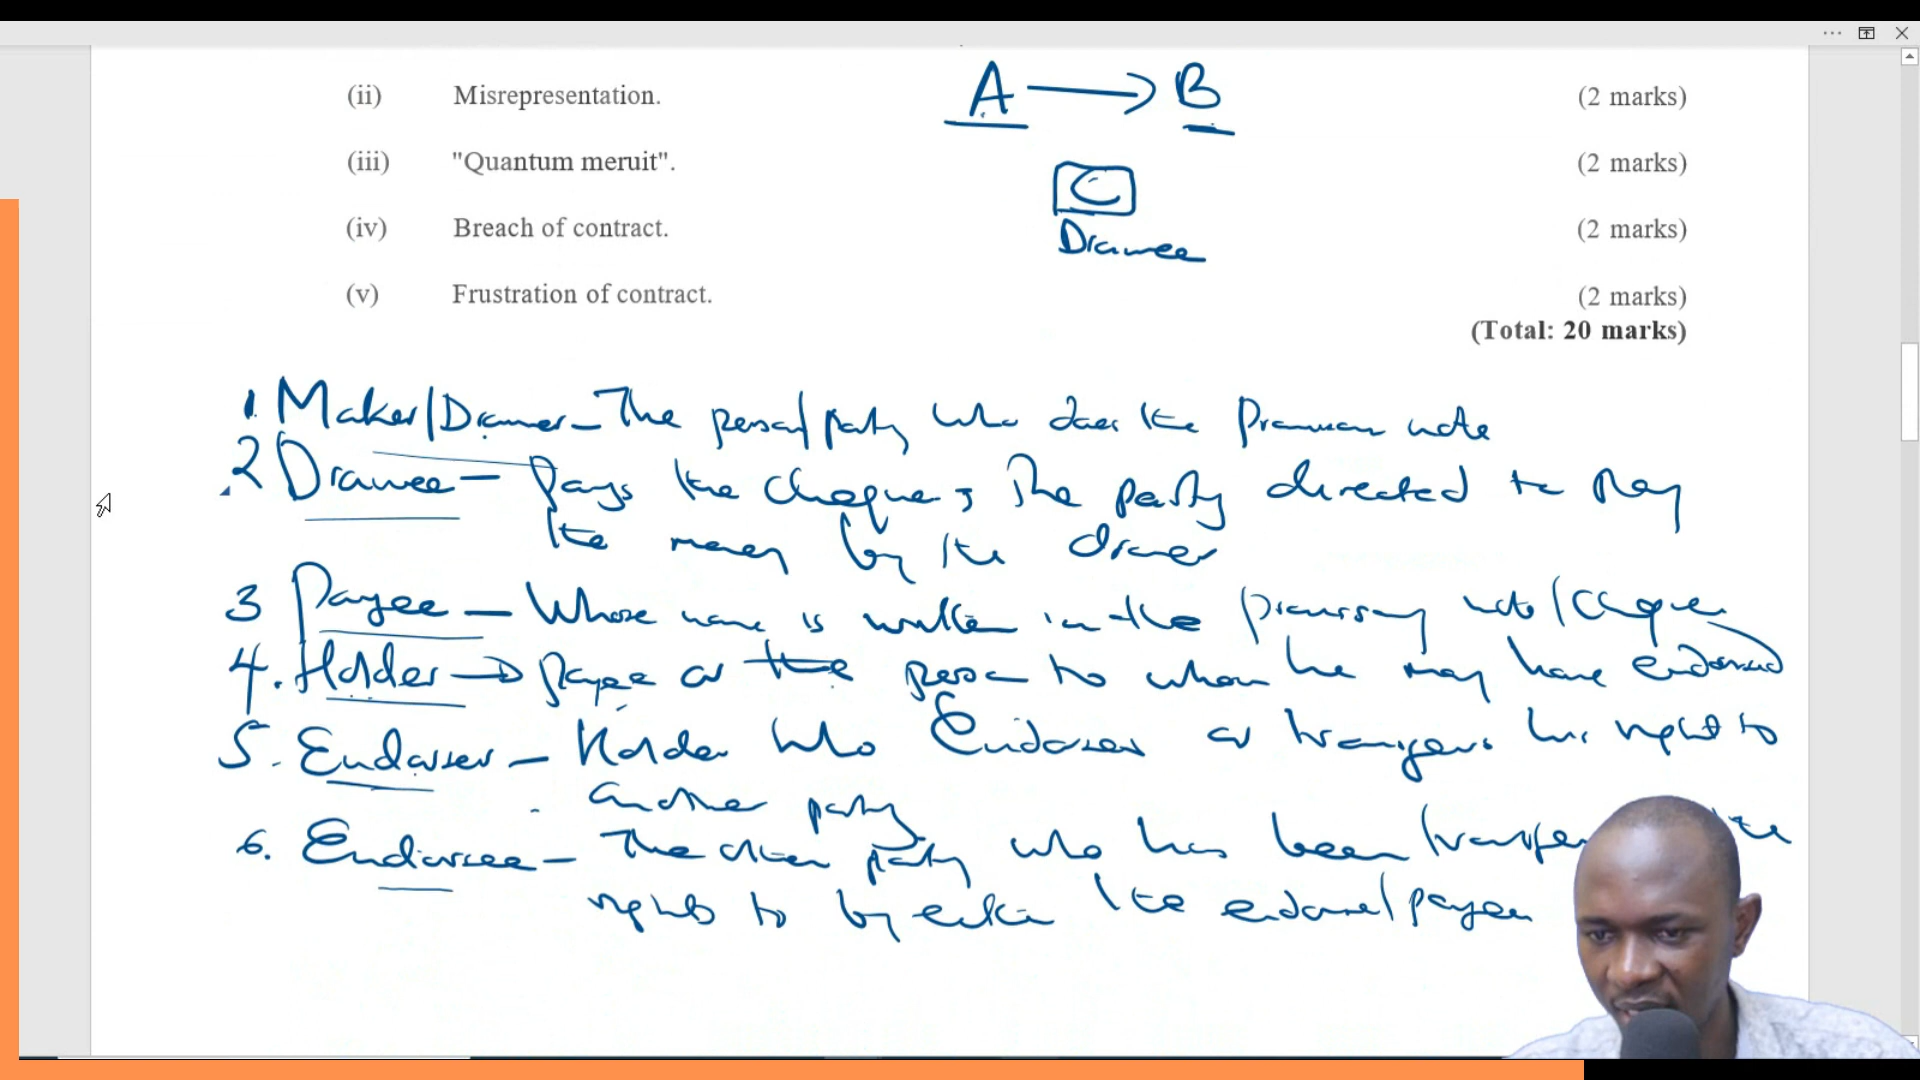 (ii) Misrepresentation. (2 marks)
A → B
(iii) "Quantum meruit". (2 marks)
C
(iv) Breach of contract. (2 marks)
Drawee
(v) Frustration of contract. (2 marks)
(Total: 20 marks)
1. Maker/Drawer - The person/party who does the Promissory note
2 Drawee - Pays the cheque, The party directed to pay
the money by the drawer
3 Payee - Whose name is written in the promissory note/cheque
4. Holder → payee or the person to whom he may have endorsed
5. Endorser - Holder who Endorses or transfers his right to
another party
6. Endorsee - The other party who has been the
rights to by either the endorser/payee